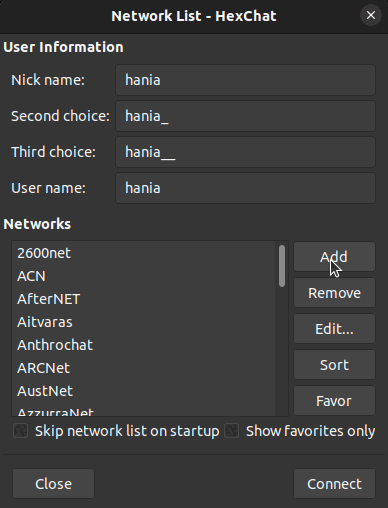 Network List - HexChat
User Information
Nick name: hania
Second choice: hania_
Third choice: hania__
User name: hania
Networks
2600net
ACN
AfterNET
Aitvaras
Anthrochat
ARCNet
AustNet
AzzurraNet
Add
Remove
Edit...
Sort
Favor
Skip network list on startup Show favorites only
Close Connect